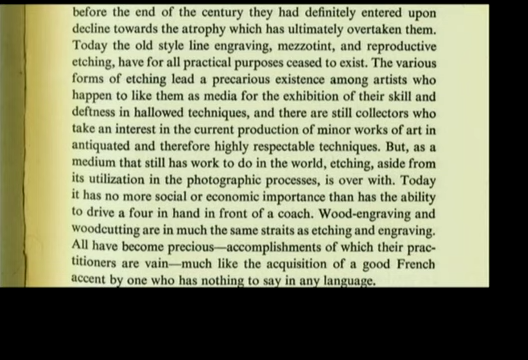 before the end of the century they had definitely entered upon
decline towards the atrophy which has ultimately overtaken them.
Today the old style line engraving, mezzotint, and reproductive
etching, have for all practical purposes ceased to exist. The various
forms of etching lead a precarious existence among artists who
happen to like them as media for the exhibition of their skill and
deftness in hallowed techniques, and there are still collectors who
take an interest in the current production of minor works of art in
antiquated and therefore highly respectable techniques. But, as a
medium that still has work to do in the world, etching, aside from
its utilization in the photographic processes, is over with. Today
it has no more social or economic importance than has the ability
to drive a four in hand in front of a coach. Wood-engraving and
woodcutting are in much the same straits as etching and engraving.
All have become precious—accomplishments of which their prac-
titioners are vain—much like the acquisition of a good French
accent by one who has nothing to say in any language.